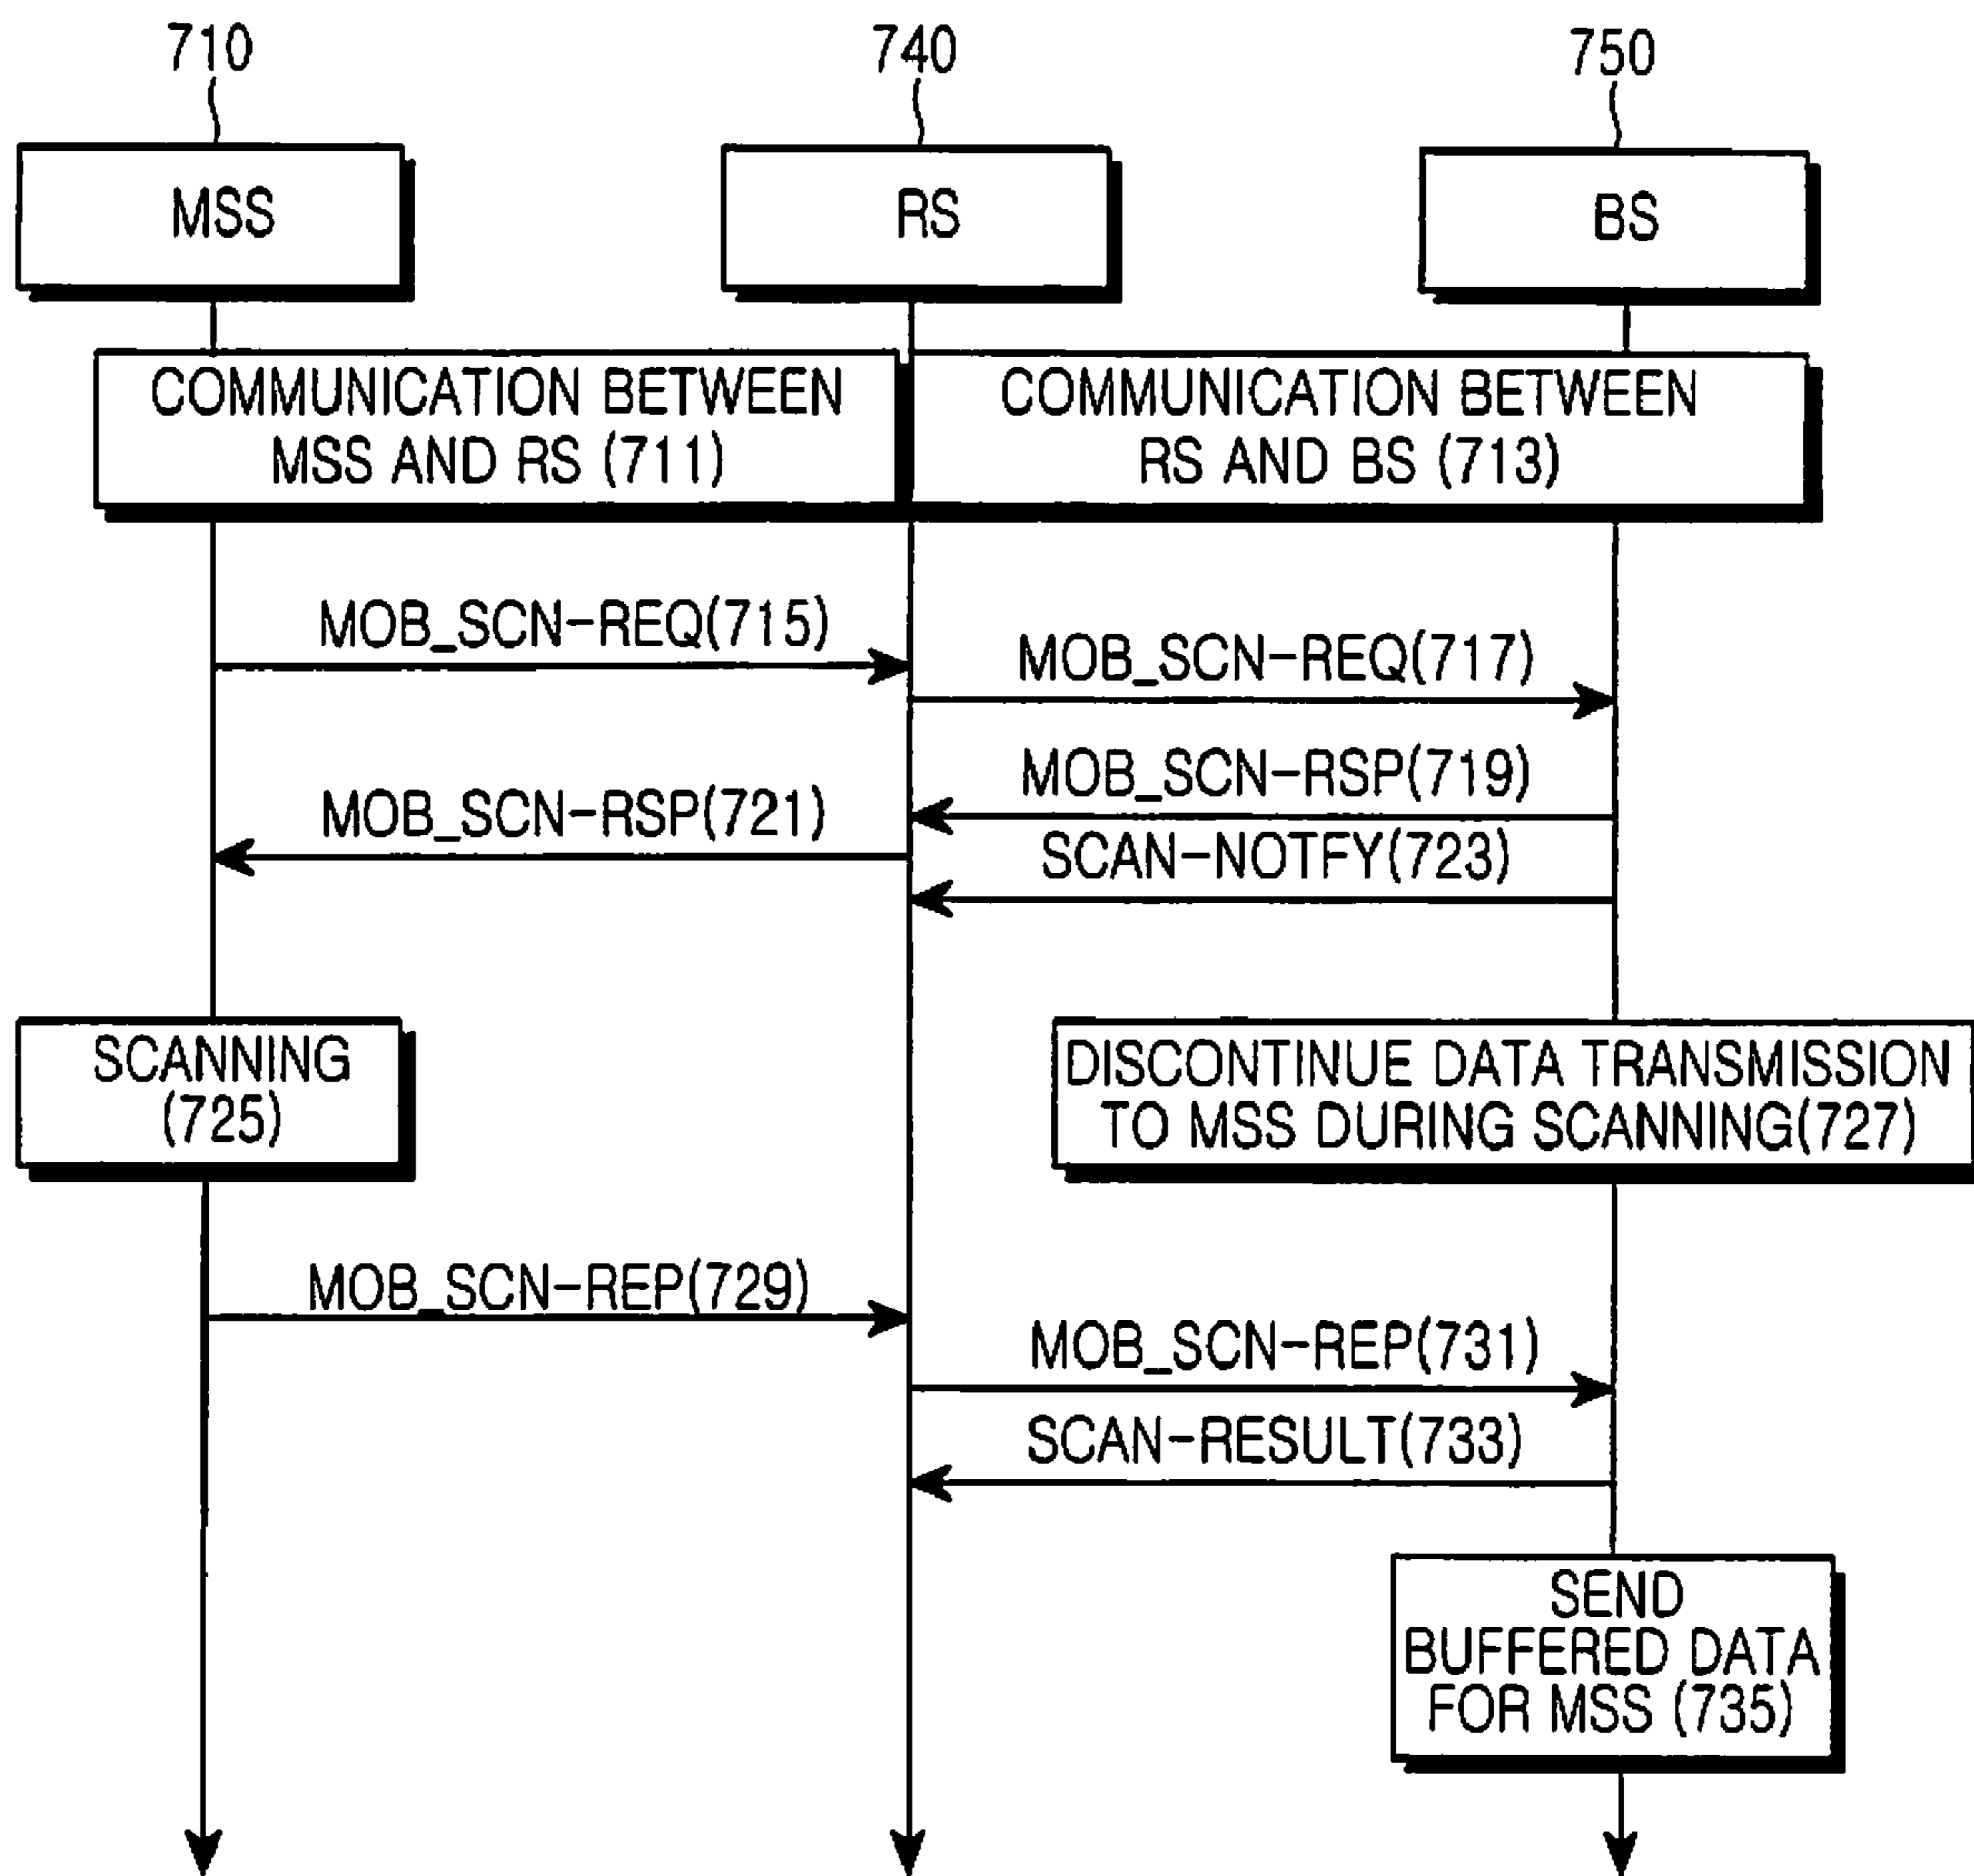 710
740
750
MSS
RS
BS
COMMUNICATION BETWEEN
MSS AND RS (711)
COMMUNICATION BETWEEN
RS AND BS (713)
MOB_SCN-REQ(715)
MOB_SCN-REQ(717)
MOB_SCN-RSP(719)
MOB_SCN-RSP(721)
SCAN-NOTFY(723)
SCANNING
(725)
DISCONTINUE DATA TRANSMISSION
TO MSS DURING SCANNING(727)
MOB_SCN-REP(729)
MOB_SCN-REP(731)
SCAN-RESULT(733)
SEND
BUFFERED DATA
FOR MSS (735)